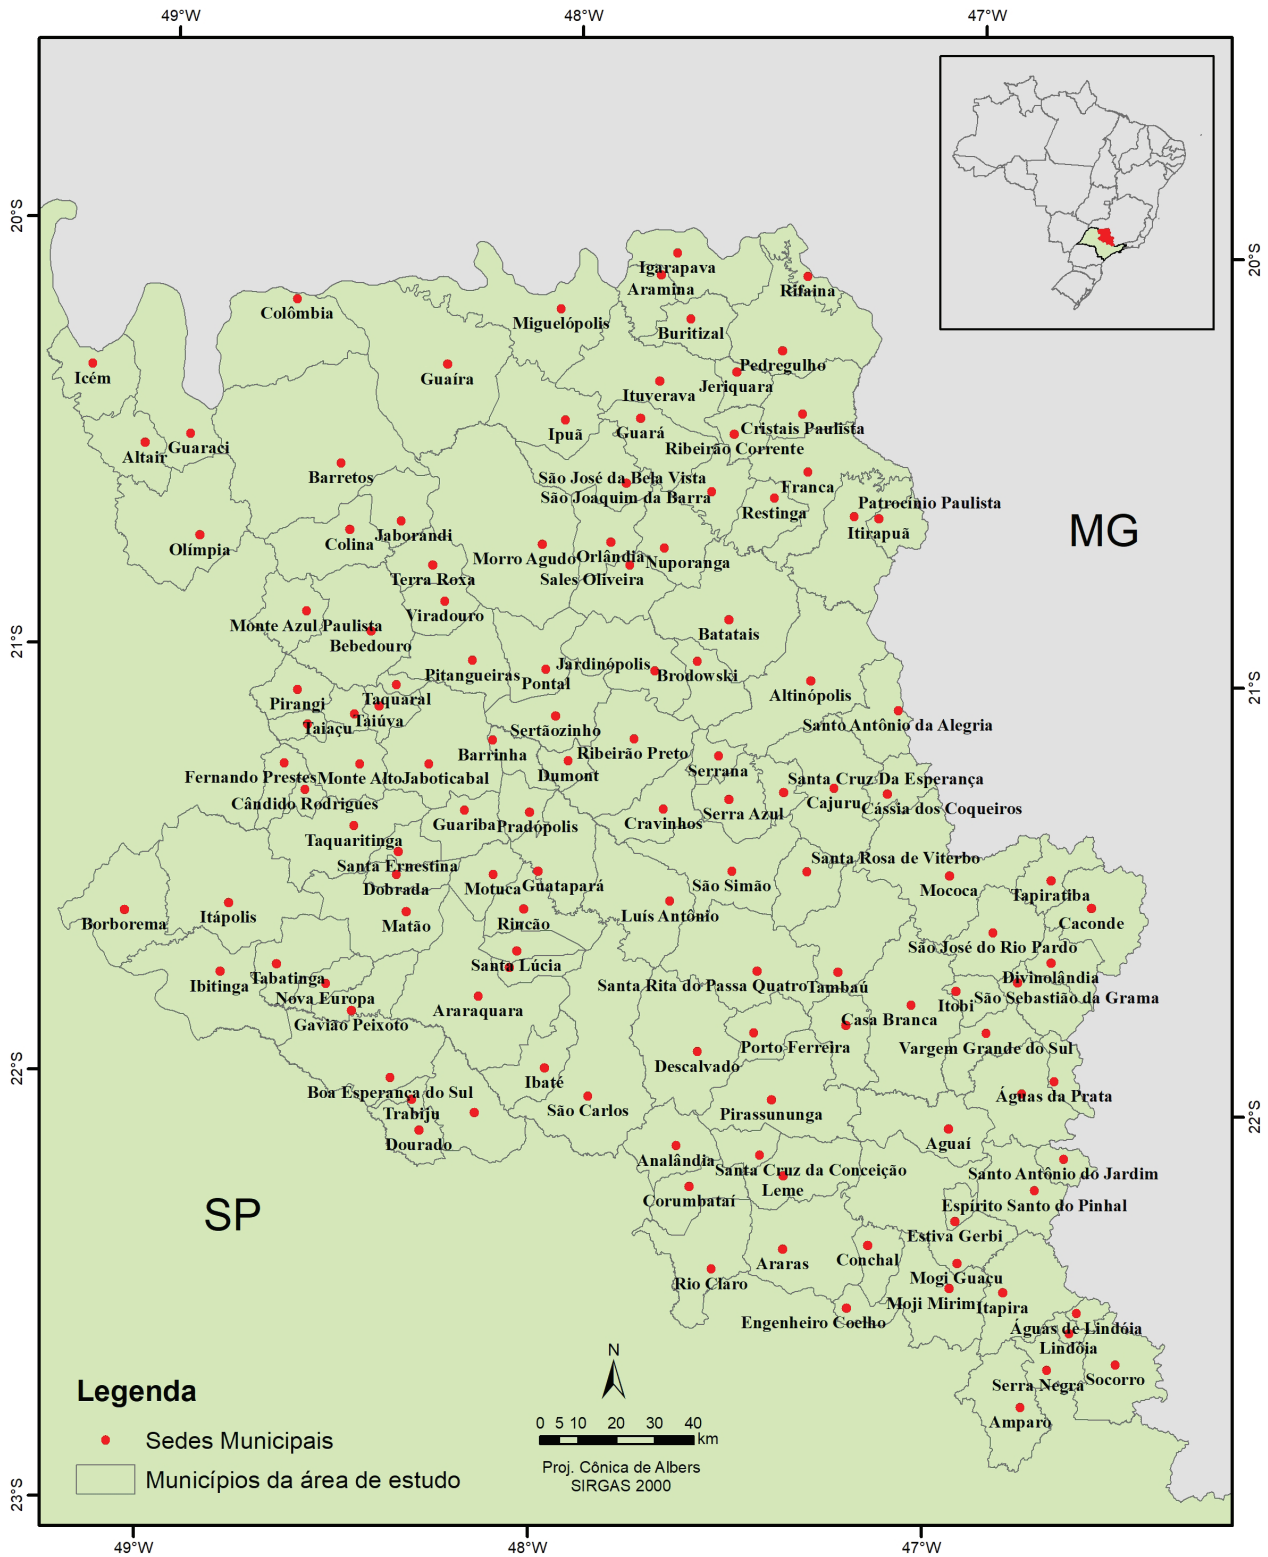 49°W
48°W
47°W
20°S
20°S
Igarapava
Aramina
Rifaina
Colômbia
Miguelópolis
Buritizal
Icém
Guaíra
Pedregulho
Jeriquara
Ituverava
Ipuã
Guará
Cristais Paulista
Altair
Guaraci
Ribeirão Corrente
Barretos
São José da Bela Vista
Franca
São Joaquim da Barra
Restinga
Patrocínio Paulista
Itirapuã
MG
Olímpia
Colina
Jaborandi
Morro Agudo
Orlândia
Nuporanga
Terra Roxa
Sales Oliveira
Viradouro
Monte Azul Paulista
Bebedouro
Batatais
21°S
21°S
Pitangueiras
Pontal
Jardinópolis
Brodowski
Pirangi
Taquaral
Altinópolis
Taiaçu
Taiúva
Santo Antônio da Alegria
Sertãozinho
Barrinha
Ribeirão Preto
Fernando Prestes
Monte Alto
Jaboticabal
Dumont
Serrana
Santa Cruz Da Esperança
Cândido Rodrigues
Cajuru
Cássia dos Coqueiros
Guariba
Pradópolis
Cravinhos
Serra Azul
Taquaritinga
Santa Ernestina
Santa Rosa de Viterbo
Dobrada
Motuca
Guatapará
São Simão
Mococa
Tapiratiba
Borborema
Itápolis
Matão
Rincão
Luís Antônio
Caconde
São José do Rio Pardo
Santa Lúcia
Ibitinga
Tabatinga
Santa Rita do Passa Quatro
Tambaú
Divinolândia
Nova Europa
Itobi
São Sebastião da Grama
Gavião Peixoto
Araraquara
Casa Branca
Porto Ferreira
Vargem Grande do Sul
22°S
22°S
Descalvado
Ibaté
Boa Esperança do Sul
Águas da Prata
Trabiju
São Carlos
Pirassununga
Dourado
Aguaí
Analândia
Santa Cruz da Conceição
Santo Antônio do Jardim
Leme
Corumbataí
Espírito Santo do Pinhal
SP
Estiva Gerbi
Araras
Conchal
Rio Claro
Mogi Guaçu
Moji Mirim
Itapira
Engenheiro Coelho
Águas de Lindóia
Lindóia
Serra Negra
Socorro
Amparo
N
Legenda
Sedes Municipais
Municípios da área de estudo
0 5 10 20 30 40
km
Proj. Cônica de Albers
SIRGAS 2000
23°S
49°W
48°W
47°W